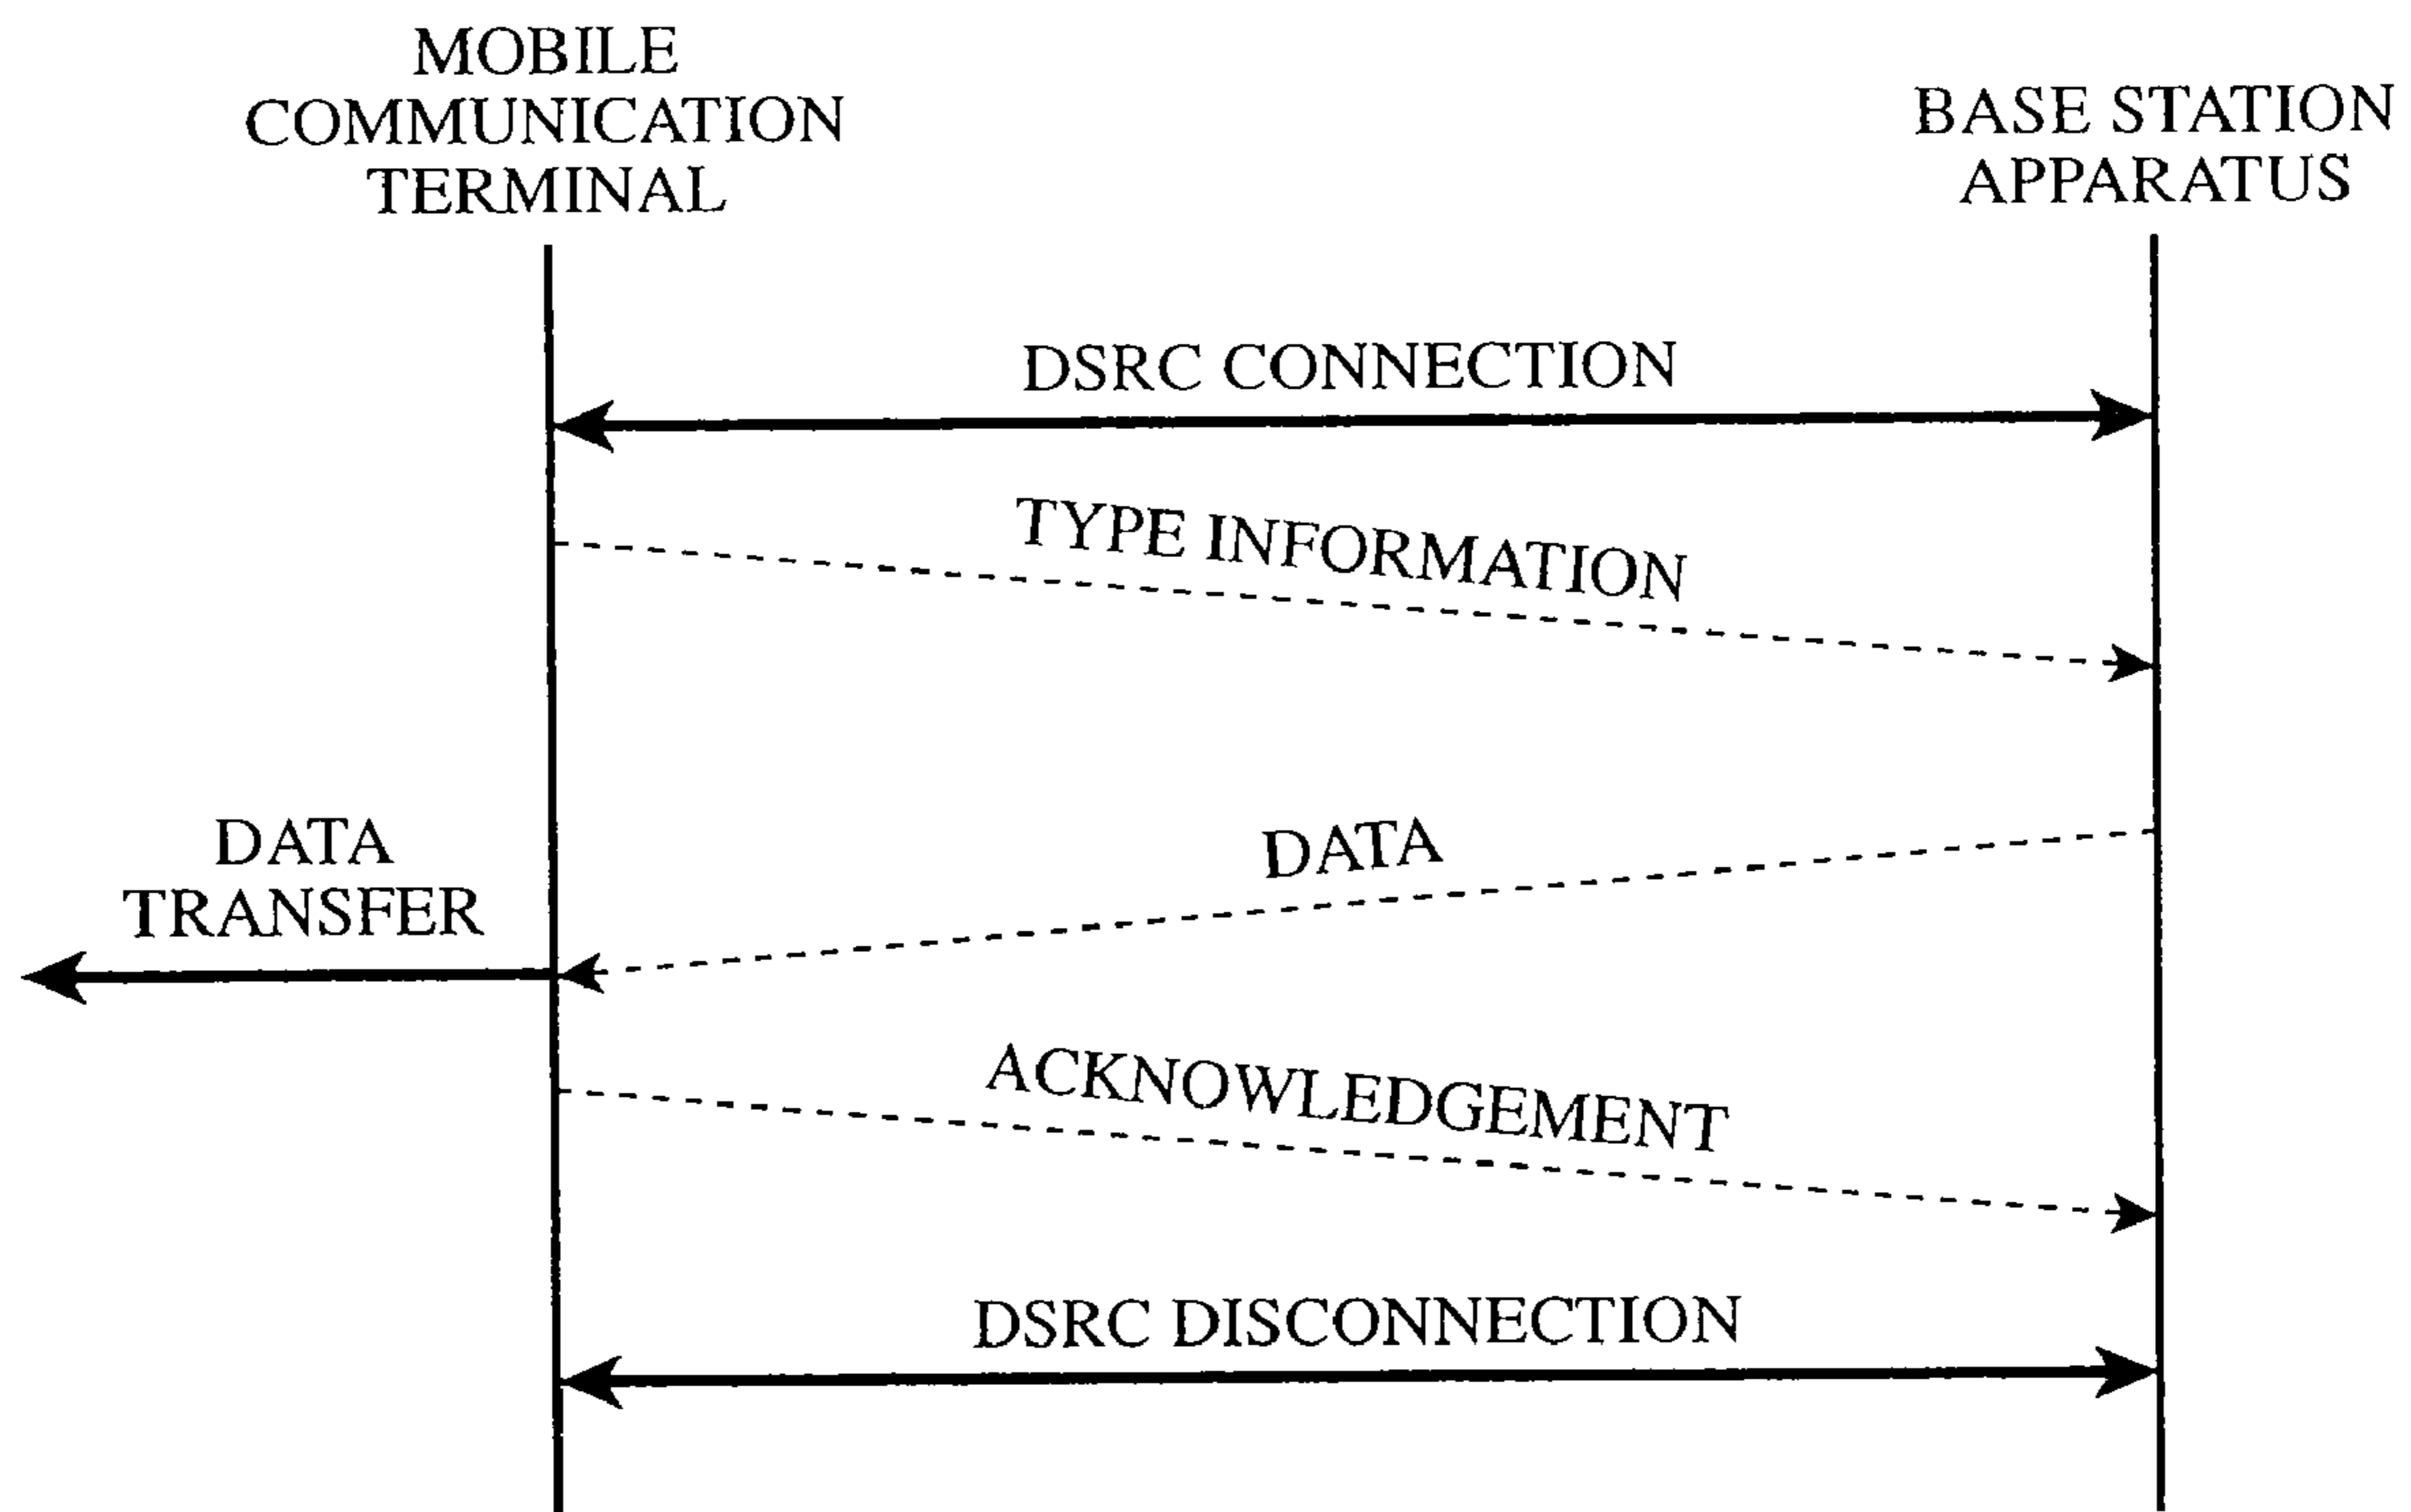 MOBILE
COMMUNICATION
TERMINAL
BASE STATION
APPARATUS
DSRC CONNECTION
TYPE INFORMATION
DATA
TRANSFER
DATA
ACKNOWLEDGEMENT
DSRC DISCONNECTION